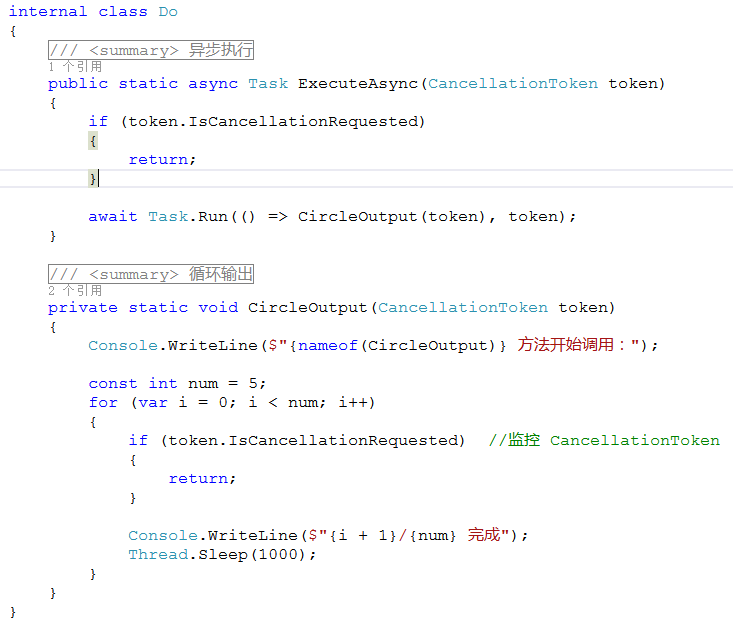 internal class Do
{
/// <summary> 异步执行
1 个引用
public static async Task ExecuteAsync(CancellationToken token)
{
if (token.IsCancellationRequested)
{
return;
}
await Task.Run(() => CircleOutput(token), token);
}
/// <summary> 循环输出
2 个引用
private static void CircleOutput(CancellationToken token)
{
Console.WriteLine($"{nameof(CircleOutput)} 方法开始调用：");
const int num = 5;
for (var i = 0; i < num; i++)
{
if (token.IsCancellationRequested)  //监控 CancellationToken
{
return;
}
Console.WriteLine($"{i + 1}/{num} 完成");
Thread.Sleep(1000);
}
}
}